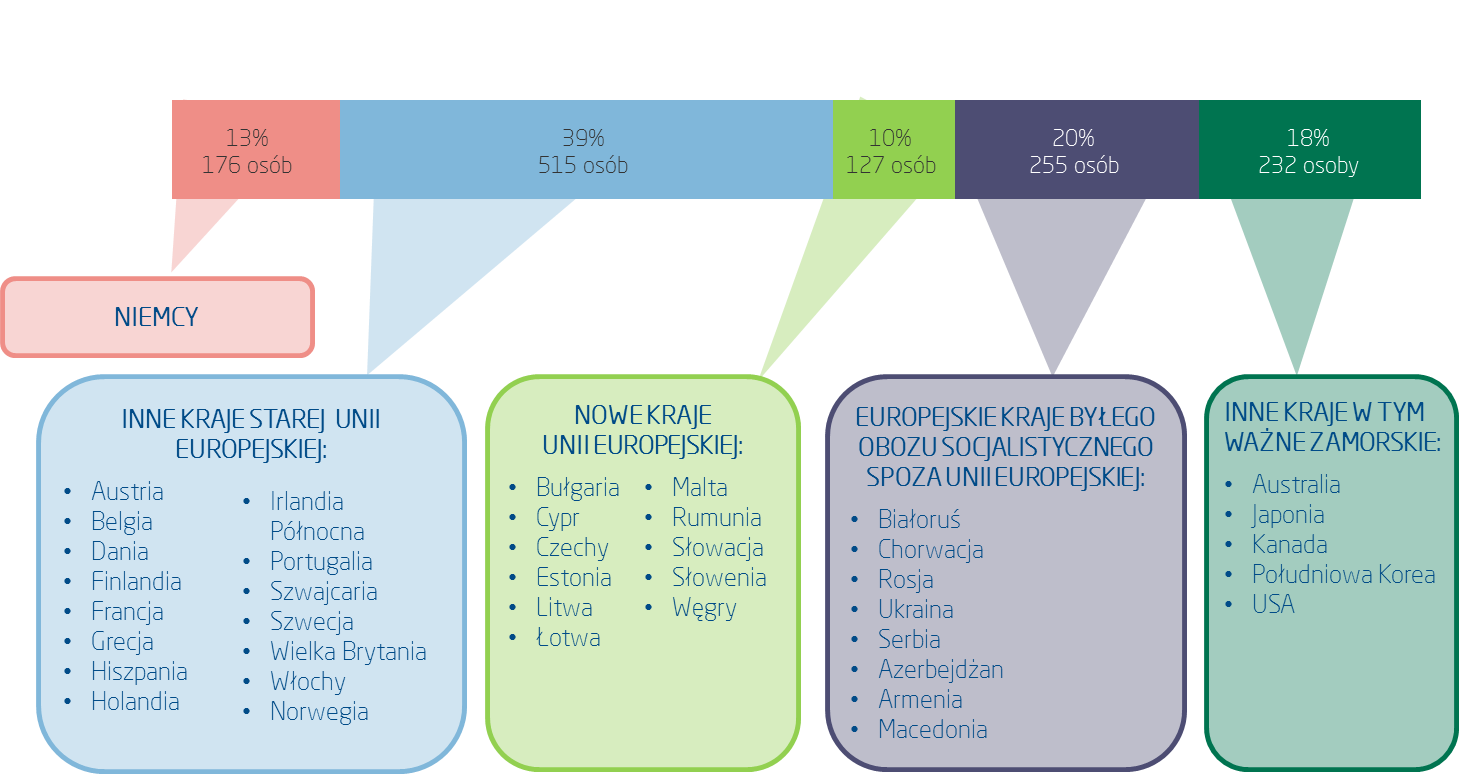 13%
176 osób
39%
515 osób
10%
127 osób
20%
255 osób
18%
232 osoby
NIEMCY
INNE KRAJE STAREJ UNII
EUROPEJSKIEJ:
• Austria
• Belgia
• Dania
• Finlandia
• Francja
• Grecja
• Hiszpania
• Holandia
• Irlandia
Północna
• Portugalia
• Szwajcaria
• Szwecja
• Wielka Brytania
• Włochy
• Norwegia
NOWE KRAJE
UNII EUROPEJSKIEJ:
• Bułgaria
• Cypr
• Czechy
• Estonia
• Litwa
• Łotwa
• Malta
• Rumunia
• Słowacja
• Słowenia
• Węgry
EUROPEJSKIE KRAJE BYŁEGO
OBOZU SOCJALISTYCZNEGO
SPOZA UNII EUROPEJSKIEJ:
• Białoruś
• Chorwacja
• Rosja
• Ukraina
• Serbia
• Azerbejdżan
• Armenia
• Macedonia
INNE KRAJE W TYM
WAŻNE ZAMORSKIE:
• Australia
• Japonia
• Kanada
• Południowa Korea
• USA